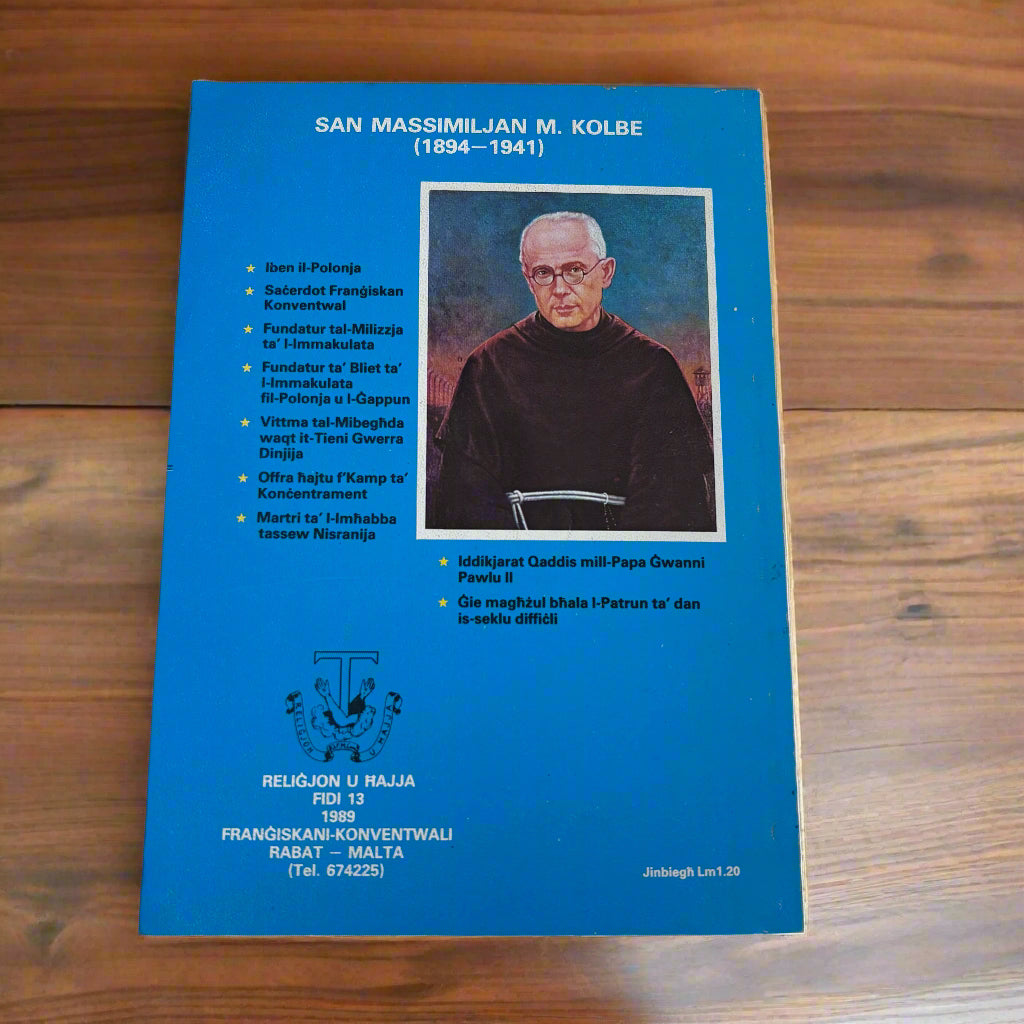 SAN MASSIMILJAN M. KOLBE
(1894—1941)
Iben il-Polonja
Saċerdot Franġiskan
Konventwal
Fundatur tal-Milizzja
ta’ l-Immakulata
Fundatur ta’ Bliet ta’
l-Immakulata
fil-Polonja u l-Ġappun
Vittma tal-Mibegħda
waqt it-Tieni Gwerra
Dinjija
Offra ħajtu f’Kamp ta’
Konċentrament
Martri ta’ l-Imħabba
tassew Nisranija
Iddikjarat Qaddis mill-Papa Ġwanni
Pawlu II
Ġie magħżul bħala l-Patrun ta’ dan
is-seklu diffiċli
RELIĠJON U ĦAJJA
RELIĠJON U ĦAJJA
FIDI 13
1989
FRANĠISKANI-KONVENTWALI
RABAT — MALTA
(Tel. 674225)
Jinbiegħ Lm1.20